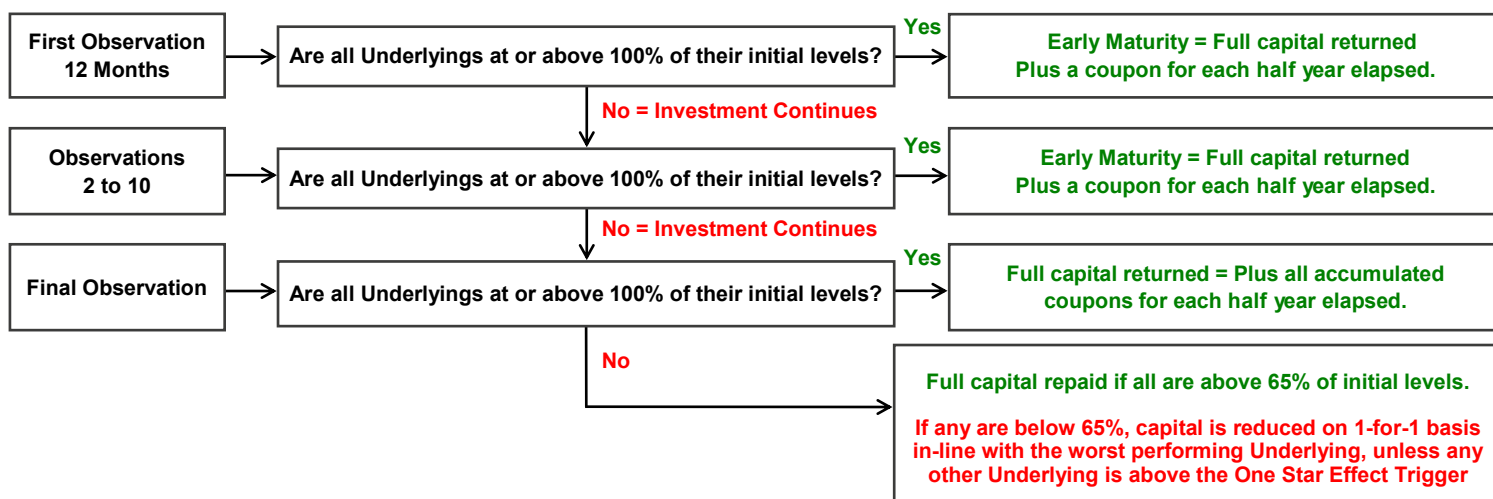 First Observation
12 Months
Are all Underlyings at or above 100% of their initial levels?
Yes
Early Maturity = Full capital returned
Plus a coupon for each half year elapsed.
No = Investment Continues
Observations
2 to 10
Are all Underlyings at or above 100% of their initial levels?
Yes
Early Maturity = Full capital returned
Plus a coupon for each half year elapsed.
No = Investment Continues
Final Observation
Are all Underlyings at or above 100% of their initial levels?
Yes
Full capital returned = Plus all accumulated
coupons for each half year elapsed.
No
Full capital repaid if all are above 65% of initial levels.
If any are below 65%, capital is reduced on 1-for-1 basis
in-line with the worst performing Underlying, unless any
other Underlying is above the One Star Effect Trigger